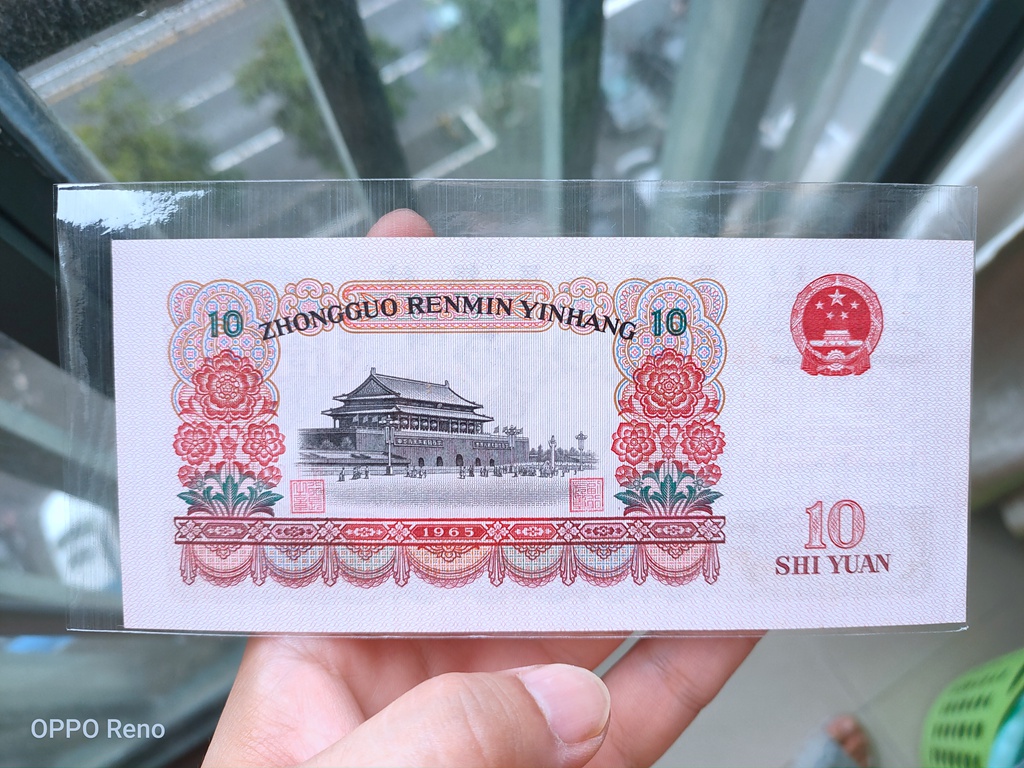 10 ZHONGGUO RENMIN YINHANG 10
1965
10
SHI YUAN
OPPO Reno